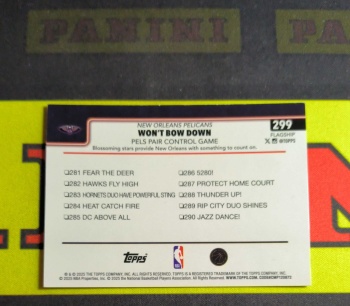 PANINI
PANINI
NEW ORLEANS PELICANS
WON'T BOW DOWN
PELS PAIR CONTROL GAME
Blossoming stars provide New Orleans with something to count on.
299
FLAGSHIP
@TOPPS
281 FEAR THE DEER
282 HAWKS FLY HIGH
283 HORNETS DUO HAVE POWERFUL STING
284 HEAT CATCH FIRE
285 DC ABOVE ALL
286 5280!
287 PROTECT HOME COURT
288 THUNDER UP!
289 RIP CITY DUO SHINES
290 JAZZ DANCE!
Topps
NBA